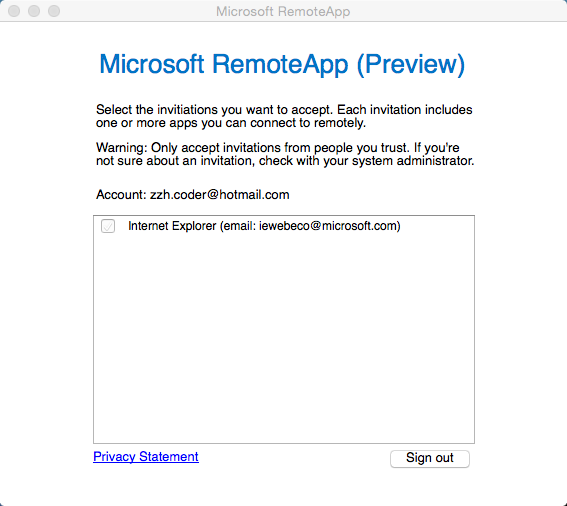 Microsoft RemoteApp
Microsoft RemoteApp (Preview)
Select the invitiations you want to accept. Each invitation includes
one or more apps you can connect to remotely.
Warning: Only accept invitations from people you trust. If you're
not sure about an invitation, check with your system administrator.
Account: zzh.coder@hotmail.com
Internet Explorer (email: iewebeco@microsoft.com)
Privacy Statement
Sign out